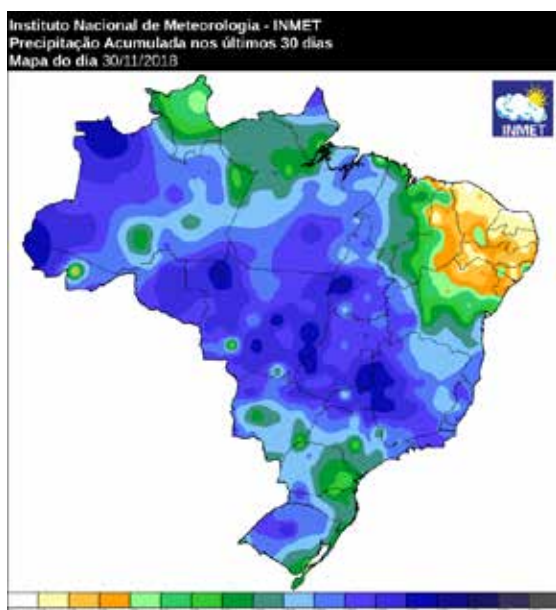 Instituto Nacional de Meteorologia - INMET
Precipitação Acumulada nos últimos 30 dias
Mapa do dia 30/11/2018
INMET